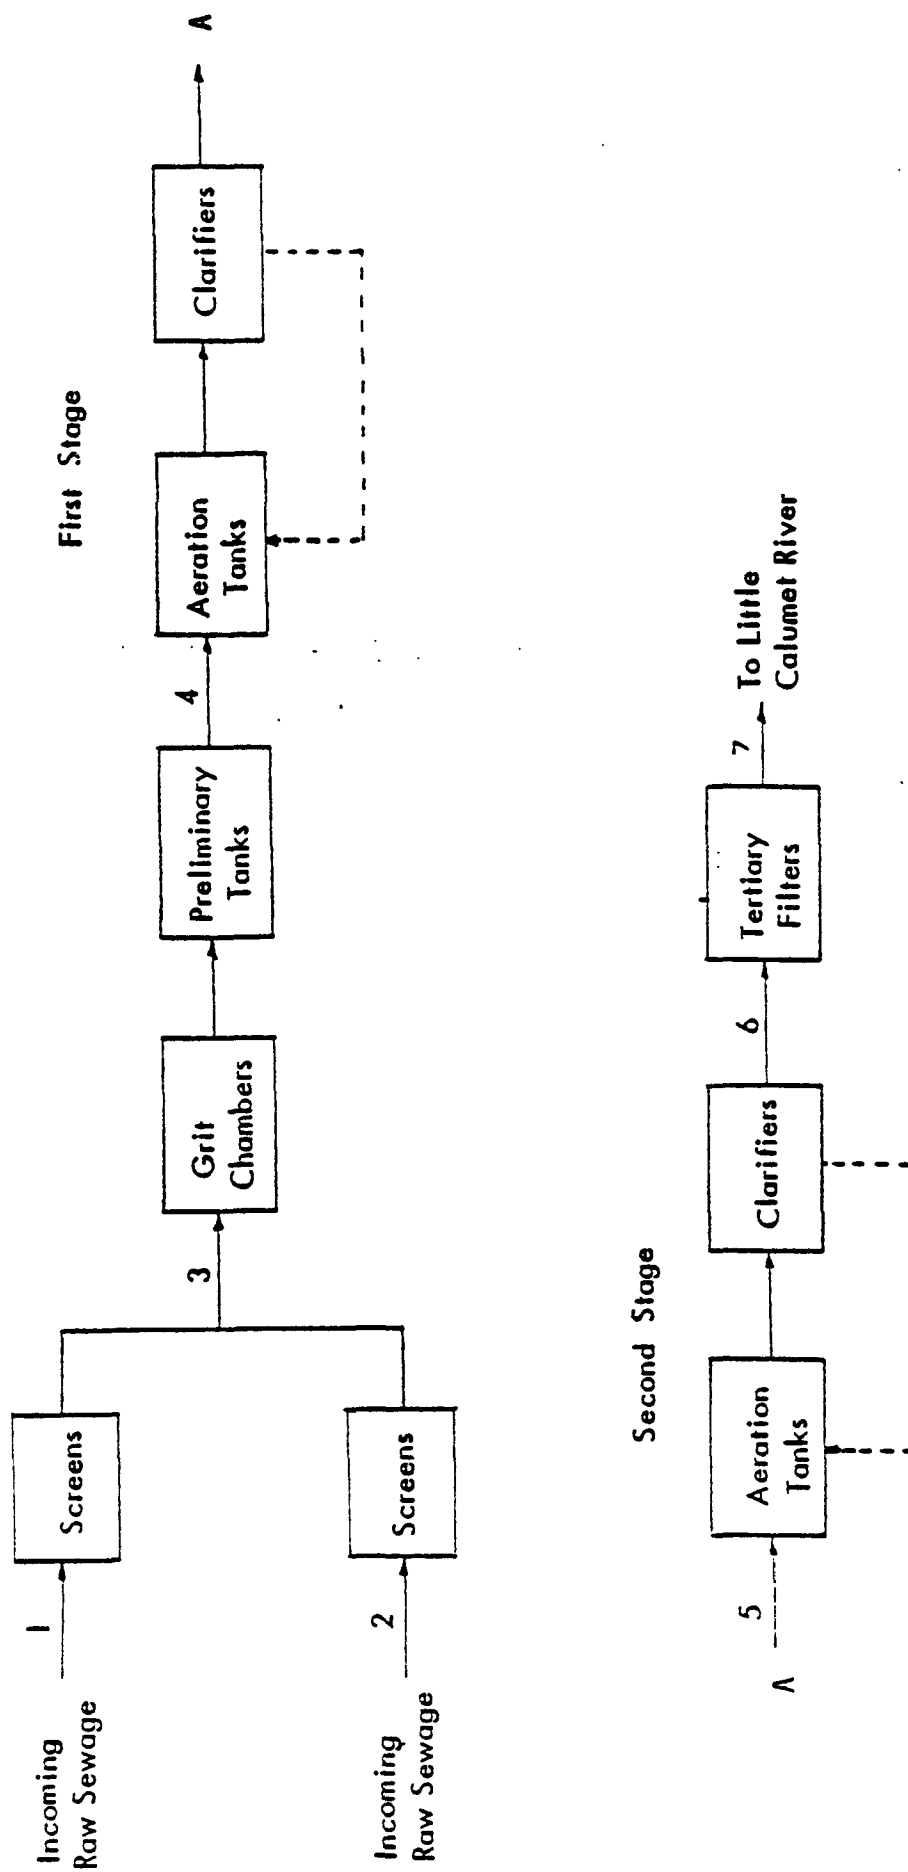 First Stage
Incoming
Raw Sewage
1
Screens
Incoming
Raw Sewage
2
Screens
3
Grit
Chambers
Preliminary
Tanks
4
Aeration
Tanks
Clarifiers
A
Second Stage
A
5
Aeration
Tanks
Clarifiers
6
Tertiary
Filters
7
To Little
Calumet River